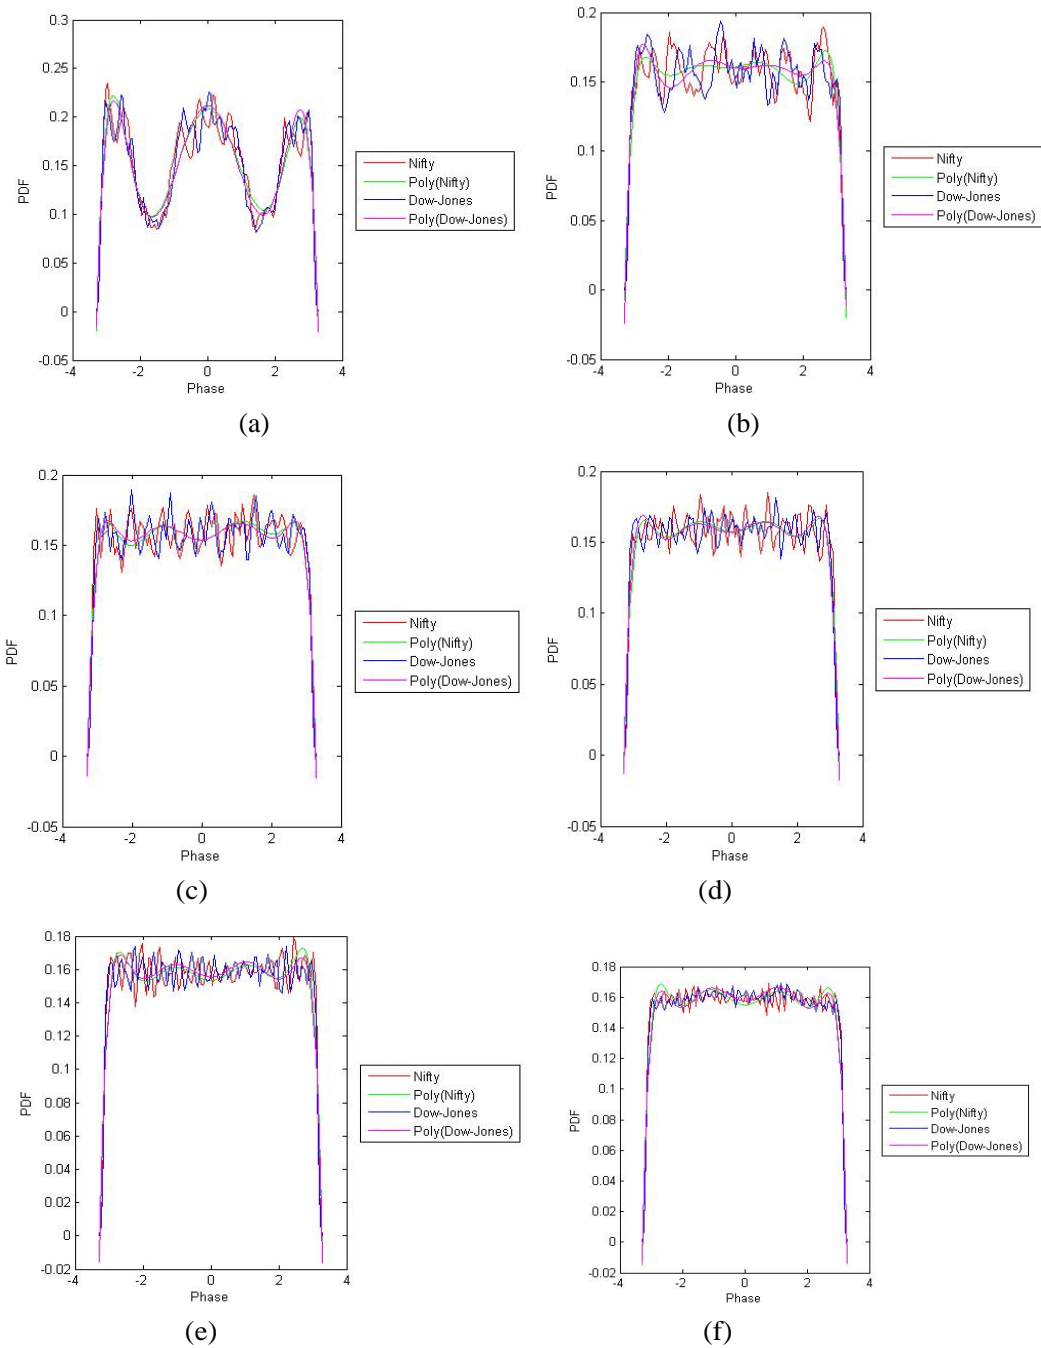 0.3
0.25
0.2
0.15
0.1
0.05
0
-0.05
-4
-2
0
2
4
PDF
Phase
Nifty
Poly(Nifty)
Dow-Jones
Poly(Dow-Jones)
(a)
0.2
0.15
0.1
0.05
0
-0.05
-4
-2
0
2
4
PDF
Phase
Nifty
Poly(Nifty)
Dow-Jones
Poly(Dow-Jones)
(b)
0.2
0.15
0.1
0.05
0
-0.05
-4
-2
0
2
4
PDF
Phase
Nifty
Poly(Nifty)
Dow-Jones
Poly(Dow-Jones)
(c)
0.2
0.15
0.1
0.05
0
-0.05
-4
-2
0
2
4
PDF
Phase
Nifty
Poly(Nifty)
Dow-Jones
Poly(Dow-Jones)
(d)
0.18
0.16
0.14
0.12
0.1
0.08
0.06
0.04
0.02
0
-0.02
-4
-2
0
2
4
PDF
Phase
Nifty
Poly(Nifty)
Dow-Jones
Poly(Dow-Jones)
(e)
0.18
0.16
0.14
0.12
0.1
0.08
0.06
0.04
0.02
0
-0.02
-4
-2
0
2
4
PDF
Phase
Nifty
Poly(Nifty)
Dow-Jones
Poly(Dow-Jones)
(f)